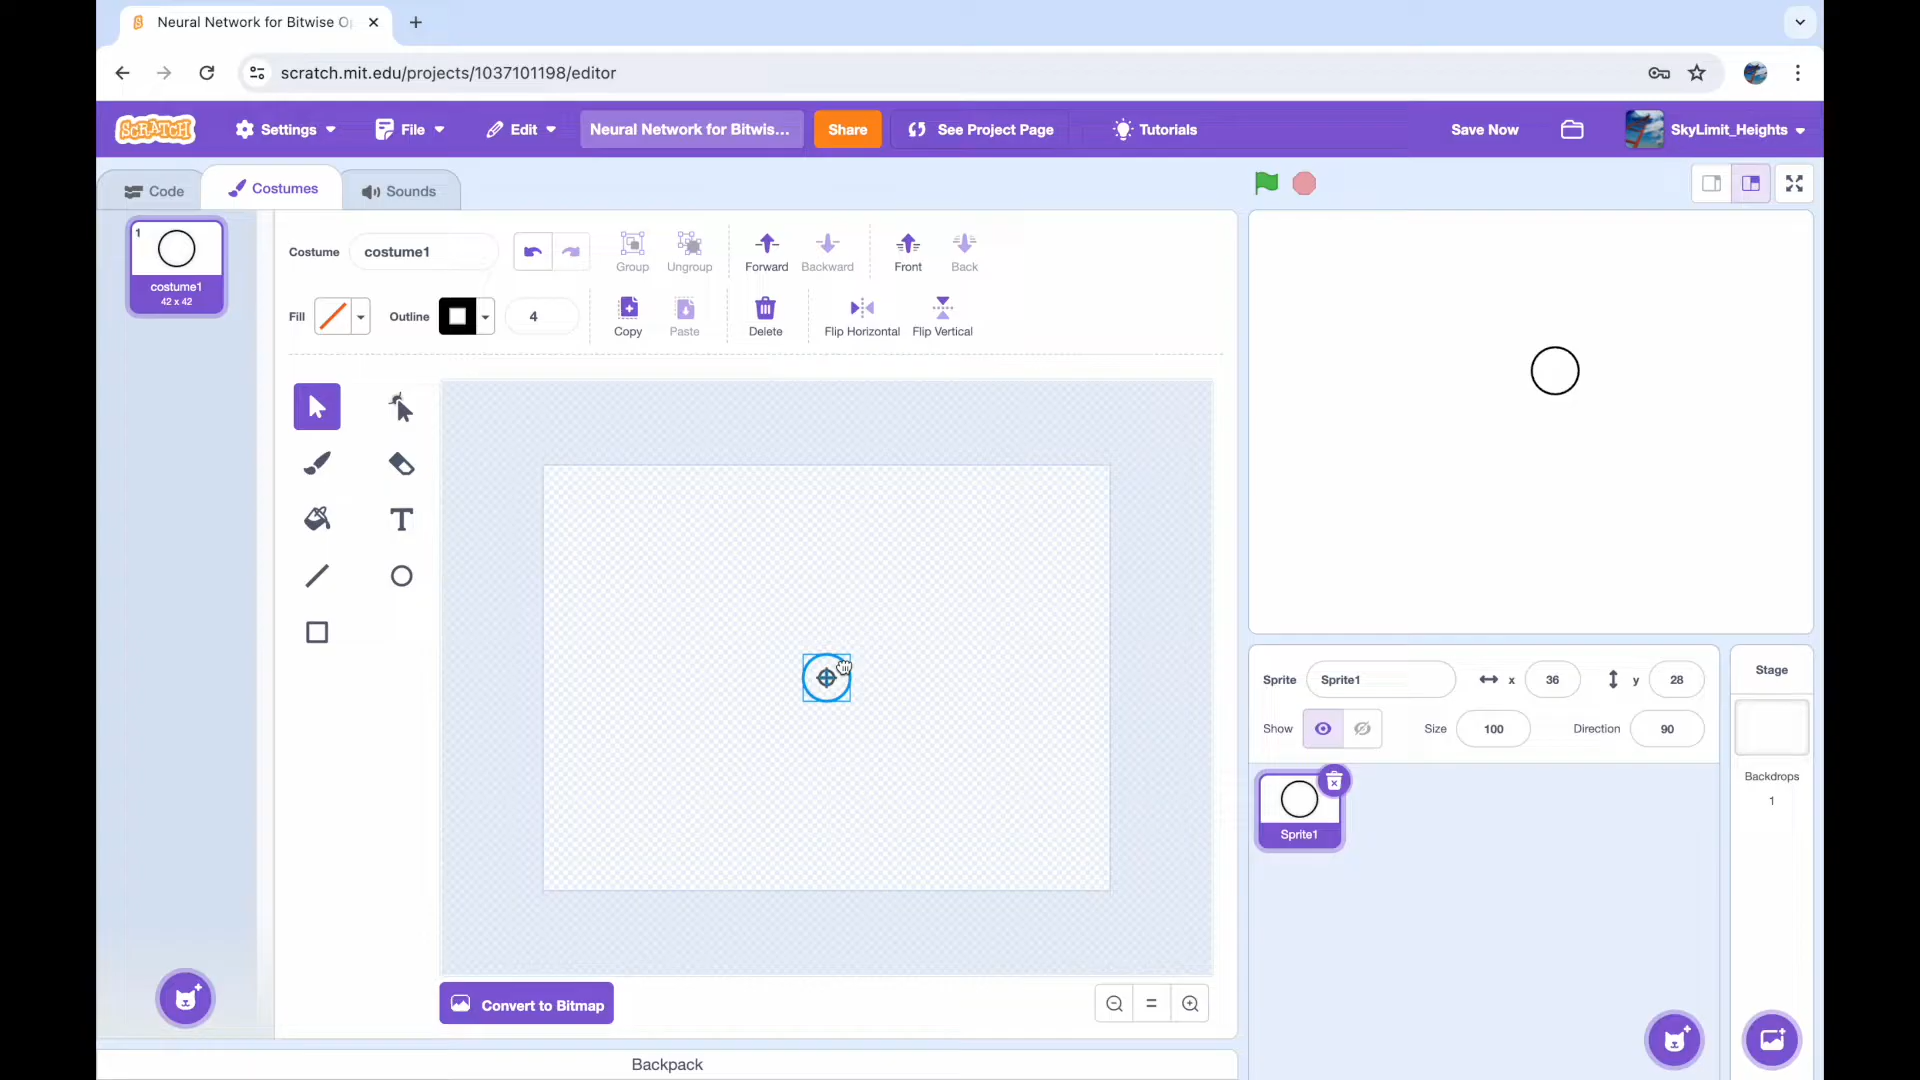 Neural Network for Bitwise Op
scratch.mit.edu/projects/1037101198/editor
SCRATCH
Settings
File
Edit
Neural Network for Bitwis...
Share
See Project Page
Tutorials
Save Now
SkyLimit_Heights
Code
Costumes
Sounds
1
costume1
42 x 42
Costume
costume1
Group
Ungroup
Forward
Backward
Front
Back
Fill
Outline
4
Copy
Paste
Delete
Flip Horizontal
Flip Vertical
T
Convert to Bitmap
=
Backpack
Sprite
Sprite1
x
36
y
28
Show
Size
100
Direction
90
Sprite1
Stage
Backdrops
1